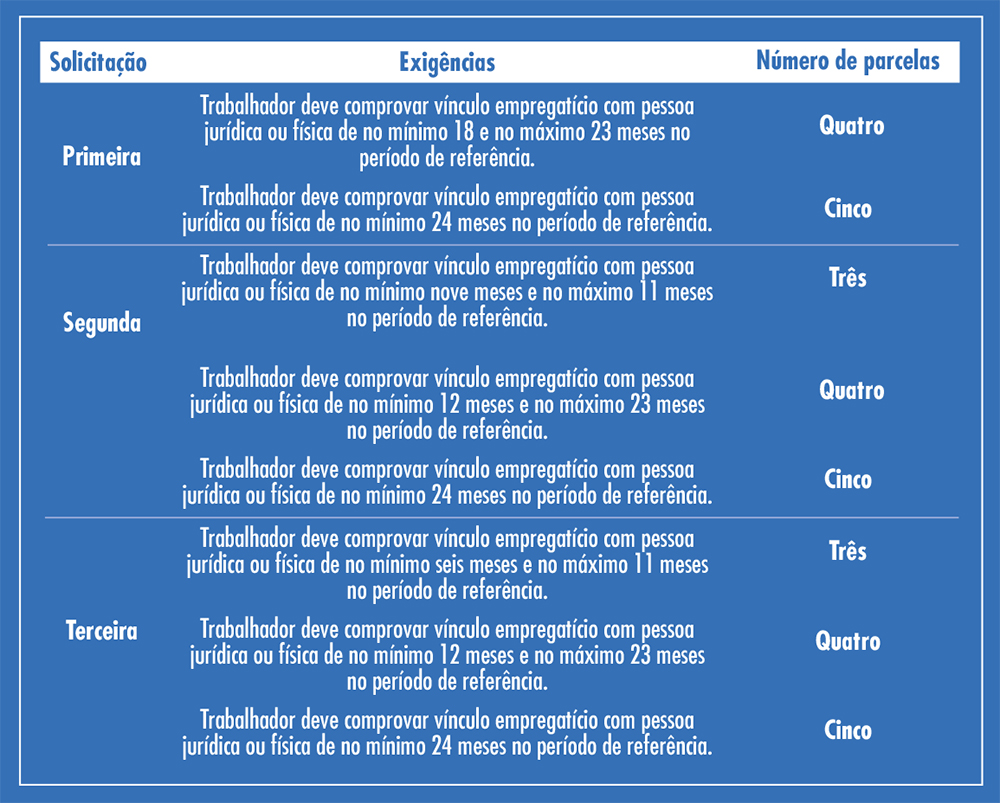 Solicitação Exigências Número de parcelas
Primeira
Trabalhador deve comprovar vínculo empregatício com pessoa
jurídica ou física de no mínimo 18 e no máximo 23 meses no
período de referência.
Quatro
Trabalhador deve comprovar vínculo empregatício com pessoa
jurídica ou física de no mínimo 24 meses no período de referência.
Cinco
Segunda
Trabalhador deve comprovar vínculo empregatício com pessoa
jurídica ou física de no mínimo nove meses e no máximo 11 meses
no período de referência.
Três
Trabalhador deve comprovar vínculo empregatício com pessoa
jurídica ou física de no mínimo 12 meses e no máximo 23 meses
no período de referência.
Quatro
Trabalhador deve comprovar vínculo empregatício com pessoa
jurídica ou física de no mínimo 24 meses no período de referência.
Cinco
Terceira
Trabalhador deve comprovar vínculo empregatício com pessoa
jurídica ou física de no mínimo seis meses e no máximo 11 meses
no período de referência.
Três
Trabalhador deve comprovar vínculo empregatício com pessoa
jurídica ou física de no mínimo 12 meses e no máximo 23 meses
no período de referência.
Quatro
Trabalhador deve comprovar vínculo empregatício com pessoa
jurídica ou física de no mínimo 24 meses no período de referência.
Cinco